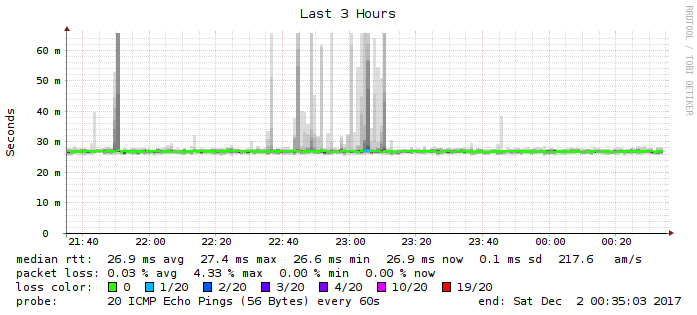 Last 3 Hours
RRDTOOL / TOBI OETIKER
Seconds
60 m
50 m
40 m
30 m
20 m
10 m
0
21:40 22:00 22:20 22:40 23:00 23:20 23:40 00:00 00:20
median rtt: 26.9 ms avg 27.4 ms max 26.6 ms min 26.9 ms now 0.1 ms sd 217.6 am/s
packet loss: 0.03 % avg 4.33 % max 0.00 % min 0.00 % now
loss color: 0 1/20 2/20 3/20 4/20 10/20 19/20
probe: 20 ICMP Echo Pings (56 Bytes) every 60s end: Sat Dec 2 00:35:03 2017